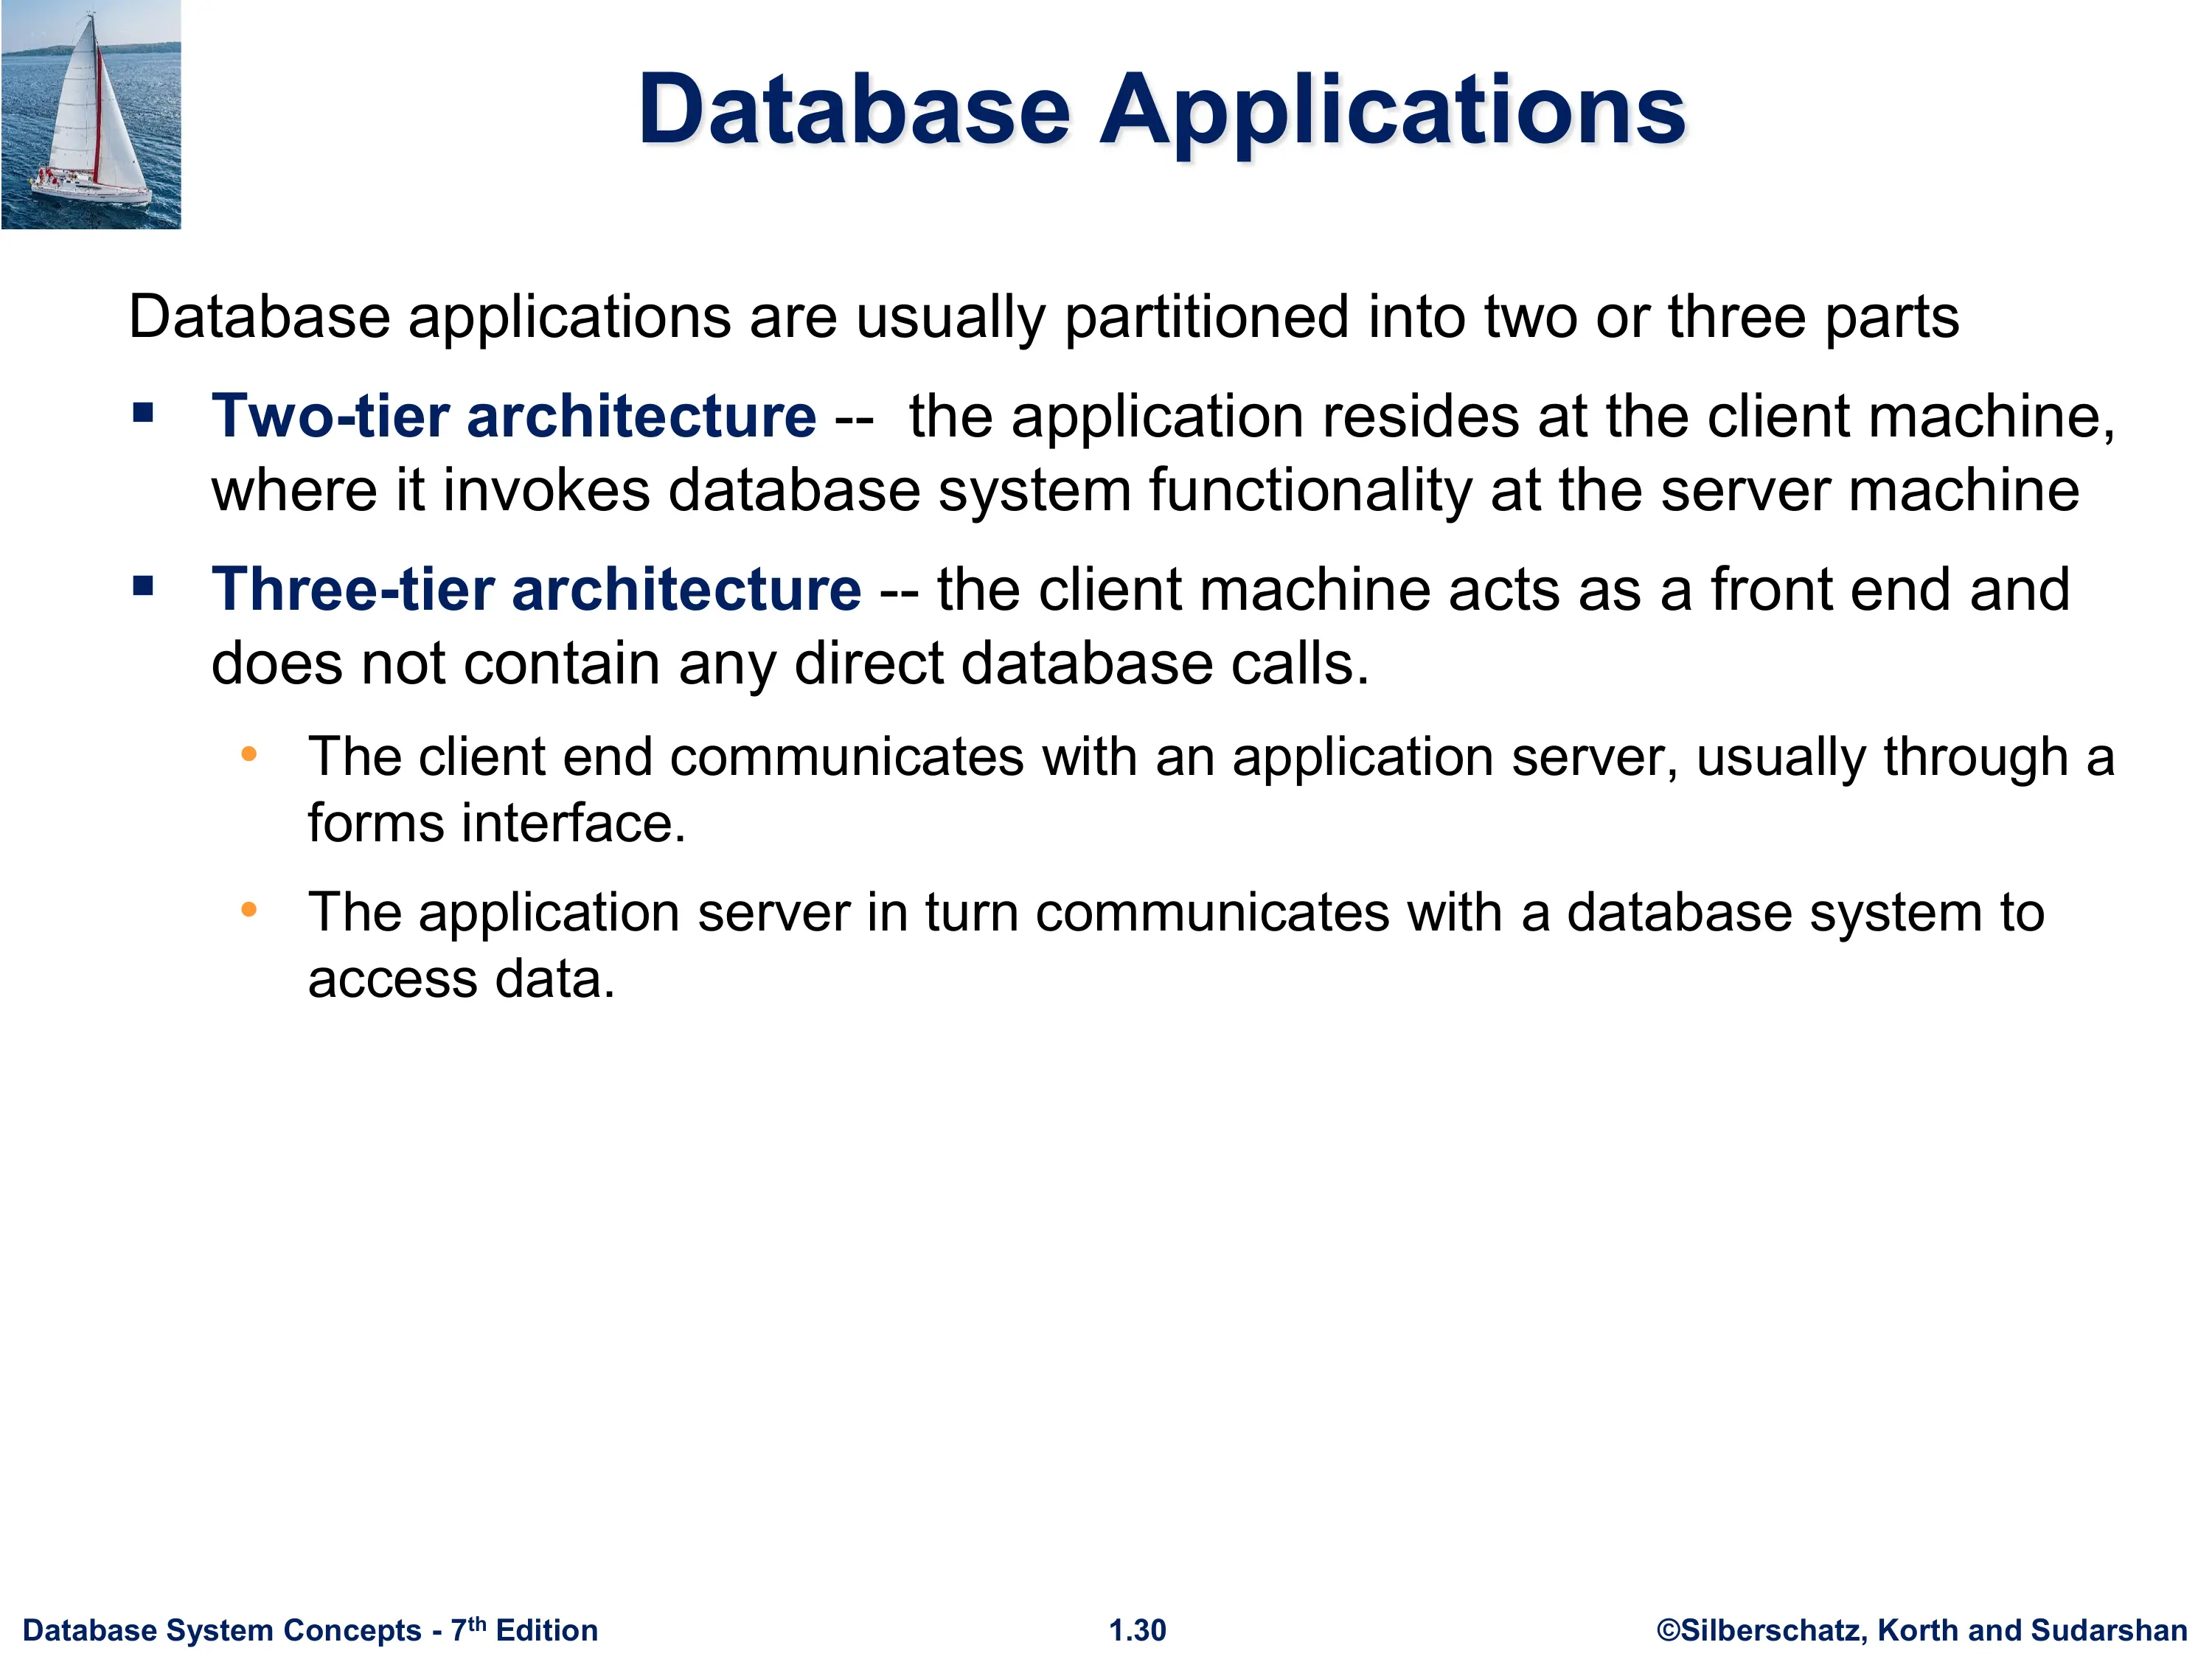 Database Applications
Database applications are usually partitioned into two or three parts
▪ Two-tier architecture --  the application resides at the client machine,
where it invokes database system functionality at the server machine
▪ Three-tier architecture -- the client machine acts as a front end and
does not contain any direct database calls.
• The client end communicates with an application server, usually through a
forms interface.
• The application server in turn communicates with a database system to
access data.
Database System Concepts - 7th Edition
1.30
©Silberschatz, Korth and Sudarshan